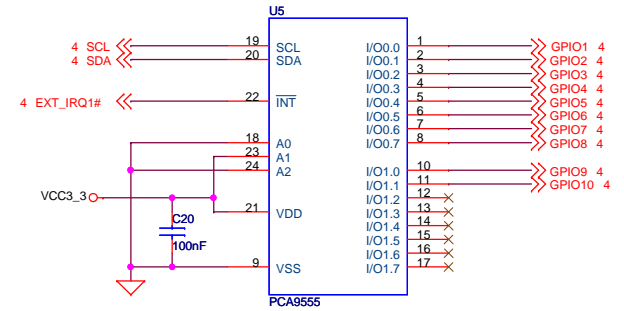 U5
4 SCL 19 SCL I/O0.0 1 GPIO1 4
4 SDA 20 SDA I/O0.1 2 GPIO2 4
I/O0.2 3 GPIO3 4
I/O0.3 4 GPIO4 4
4 EXT_IRQ1# 22 INT I/O0.4 5 GPIO5 4
I/O0.5 6 GPIO6 4
I/O0.6 7 GPIO7 4
18 A0 I/O0.7 8 GPIO8 4
23 A1
24 A2 I/O1.0 10 GPIO9 4
I/O1.1 11 GPIO10 4
VCC3_3 I/O1.2 12
21 VDD I/O1.3 13
C20 I/O1.4 14
100nF I/O1.5 15
I/O1.6 16
9 VSS I/O1.7 17
PCA9555